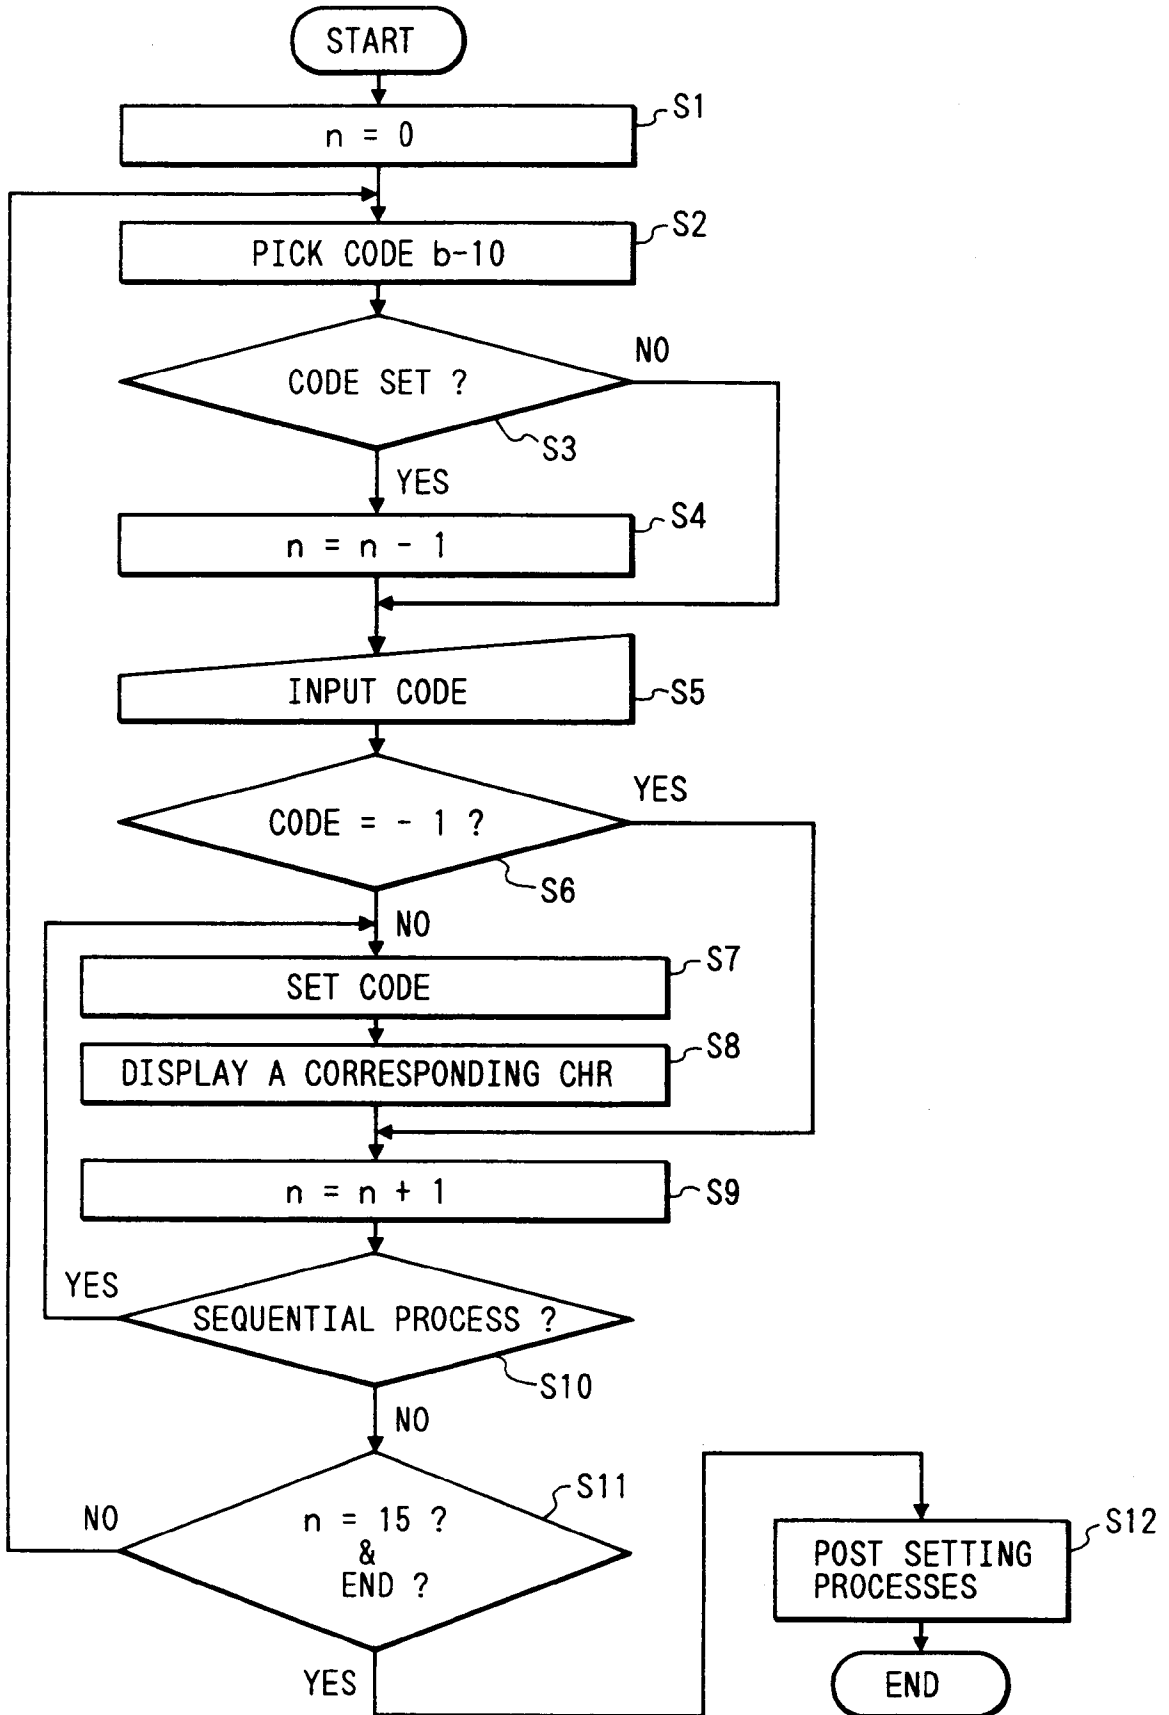 START
S1
n = 0
S2
PICK CODE b-10
NO
CODE SET ?
S3
YES
S4
n = n - 1
INPUT CODE
S5
YES
CODE = - 1 ?
S6
NO
S7
SET CODE
S8
DISPLAY A CORRESPONDING CHR
n = n + 1
S9
YES
SEQUENTIAL PROCESS ?
S10
NO
S11
NO
n = 15 ?
&
END ?
S12
POST SETTING
PROCESSES
YES
END